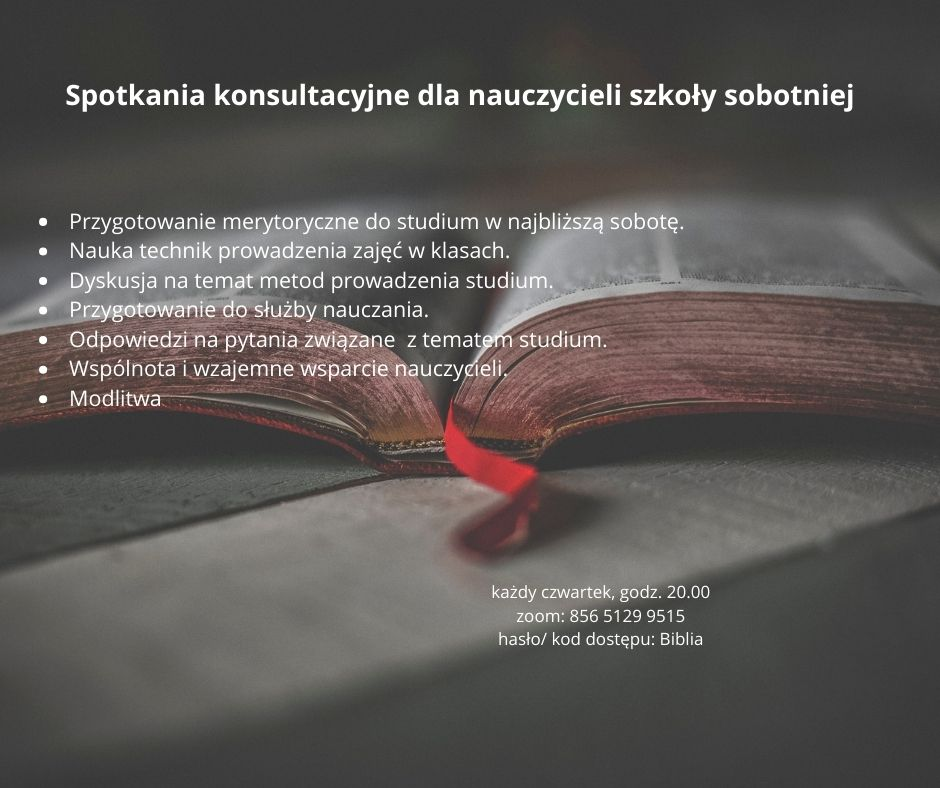 Spotkania konsultacyjne dla nauczycieli szkoły sobotniej
• Przygotowanie merytoryczne do studium w najbliższą sobotę.
• Nauka technik prowadzenia zajęć w klasach.
• Dyskusja na temat metod prowadzenia studium.
• Przygotowanie do służby nauczania.
• Odpowiedzi na pytania związane  z tematem studium.
• Wspólnota i wzajemne wsparcie nauczycieli.
• Modlitwa
każdy czwartek, godz. 20.00
zoom: 856 5129 9515
hasło/ kod dostępu: Biblia